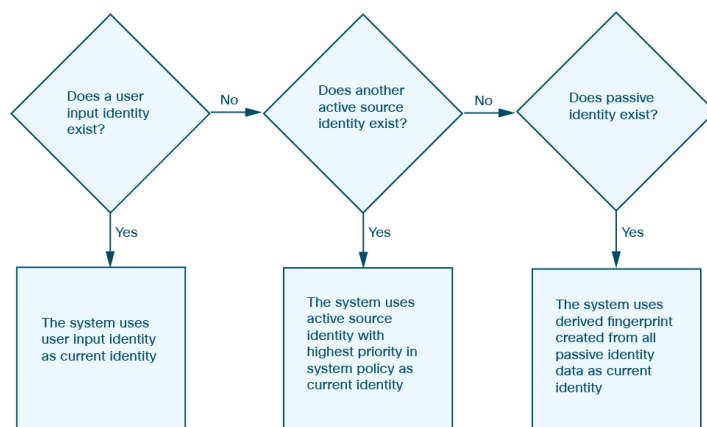 Does a user
input identity
exist?
No
Does another
active source
identity exist?
No
Does passive
identity exist?
Yes
Yes
Yes
The system uses
user input identity
as current identity
The system uses
active source
identity with
highest priority in
system policy as
current identity
The system uses
derived fingerprint
created from all
passive identity
data as current
identity